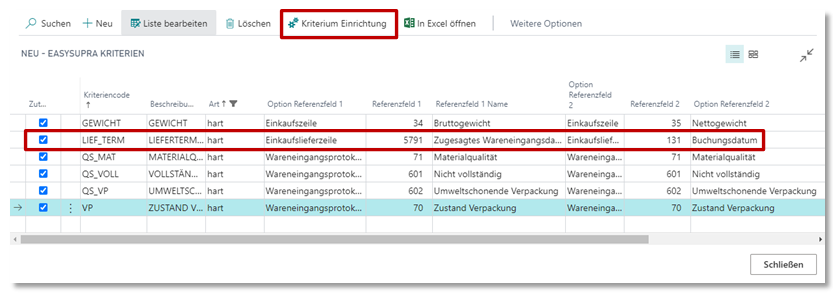 Suchen + Neu Liste bearbeiten Löschen Kriterium Einrichtung In Excel öffnen Weitere Optionen
NEU - EASYSUPRA KRITERIEN
Zut... Kriteriencode ↑ Beschreibu... Art ↑ Option Referenzfeld 1 Referenzfeld 1 Referenzfeld 1 Name Option Referenzfeld 2 Referenzfeld 2 Option Referenzfeld 2
GEWICHT GEWICHT hart Einkaufszeile 34 Bruttogewicht Einkaufszeile 35 Nettogewicht
LIEF_TERM LIEFERTERM... hart Einkaufslieferzeile 5791 Zugesagtes Wareneingangsda... Einkaufslief... 131 Buchungsdatum
QS_MAT MATERIALQ... hart Wareneingangsprotok... 71 Materialqualität Wareneinga... 71 Materialqualität
QS_VOLL VOLLSTÄN... hart Wareneingangsprotok... 601 Nicht vollständig Wareneinga... 601 Nicht vollständig
QS_VP UMWELTSC... hart Wareneingangsprotok... 602 Umweltschonende Verpackung Wareneinga... 602 Umweltschonende Verpackung
→ VP ZUSTAND V... hart Wareneingangsprotok... 70 Zustand Verpackung Wareneinga... 70 Zustand Verpackung
Schließen